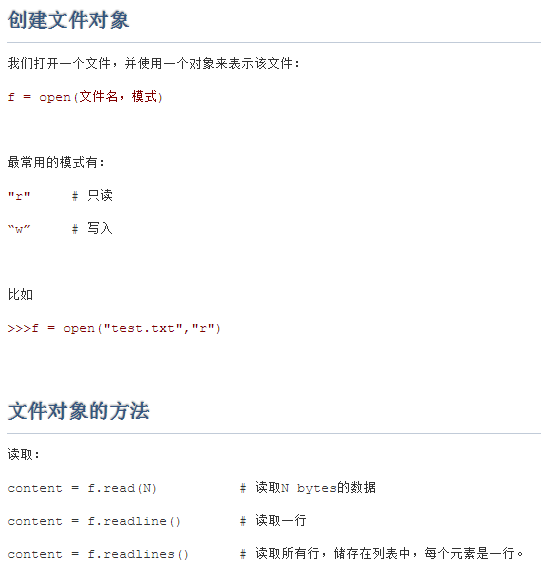 创建文件对象
我们打开一个文件，并使用一个对象来表示该文件：
f = open(文件名，模式)
最常用的模式有：
"r" # 只读
“w” # 写入
比如
>>>f = open("test.txt","r")
文件对象的方法
读取：
content = f.read(N) # 读取N bytes的数据
content = f.readline() # 读取一行
content = f.readlines() # 读取所有行，储存在列表中，每个元素是一行。